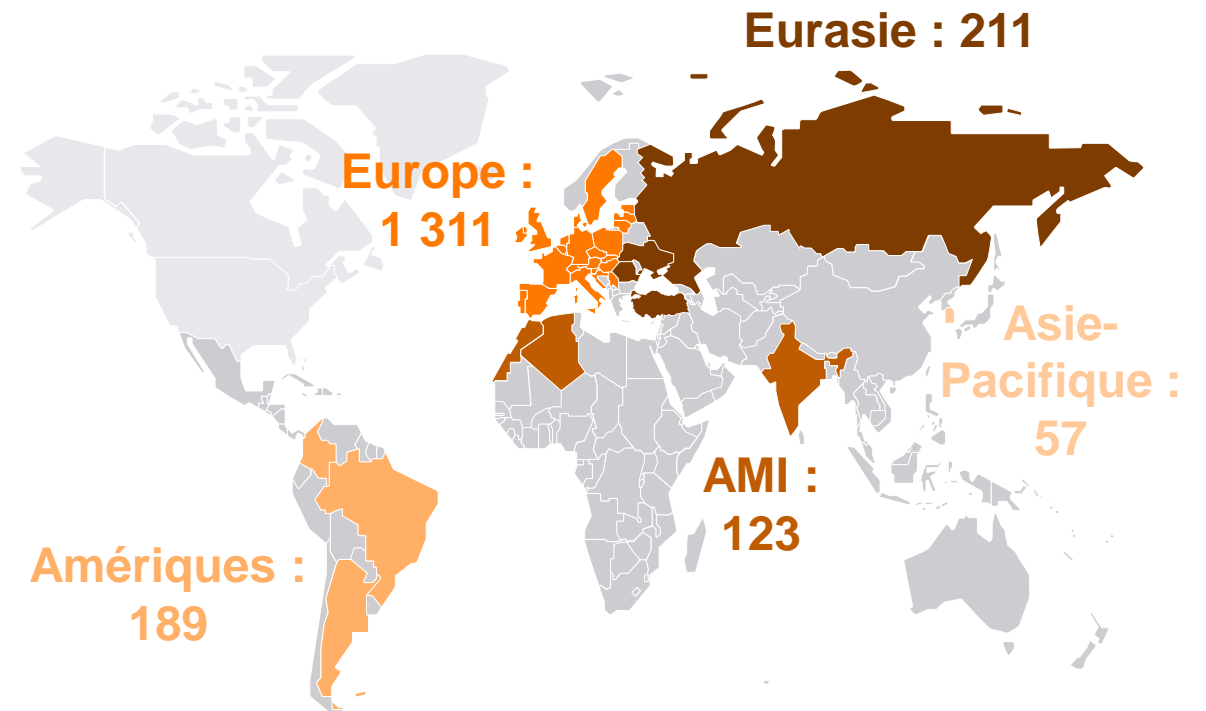 Eurasie : 211
Europe :
1 311
Asie-
Pacifique :
57
AMI :
123
Amériques :
189